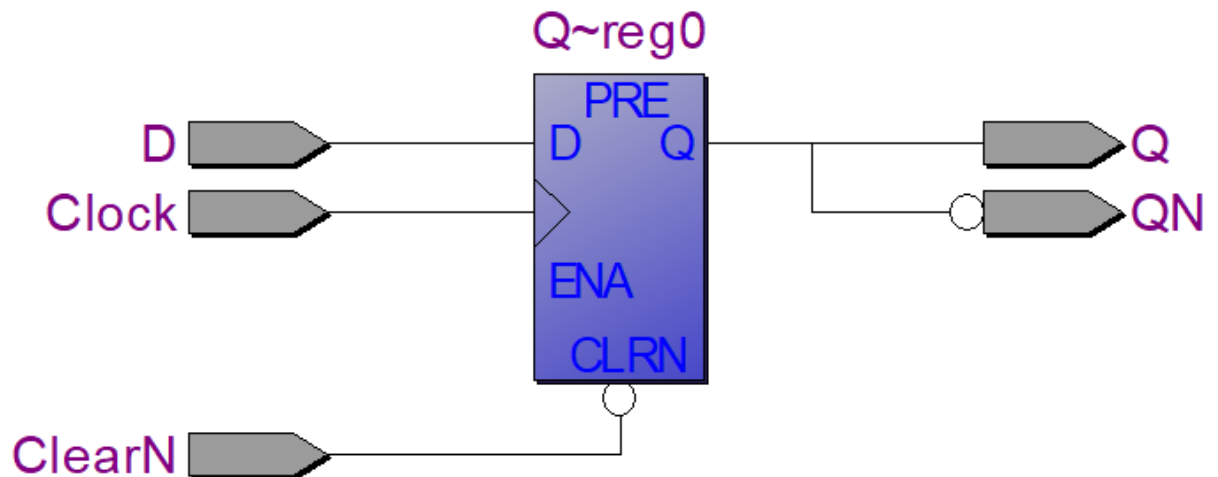 Q~reg0
PRE
D D Q Q
Clock QN
ENA
CLRN
ClearN